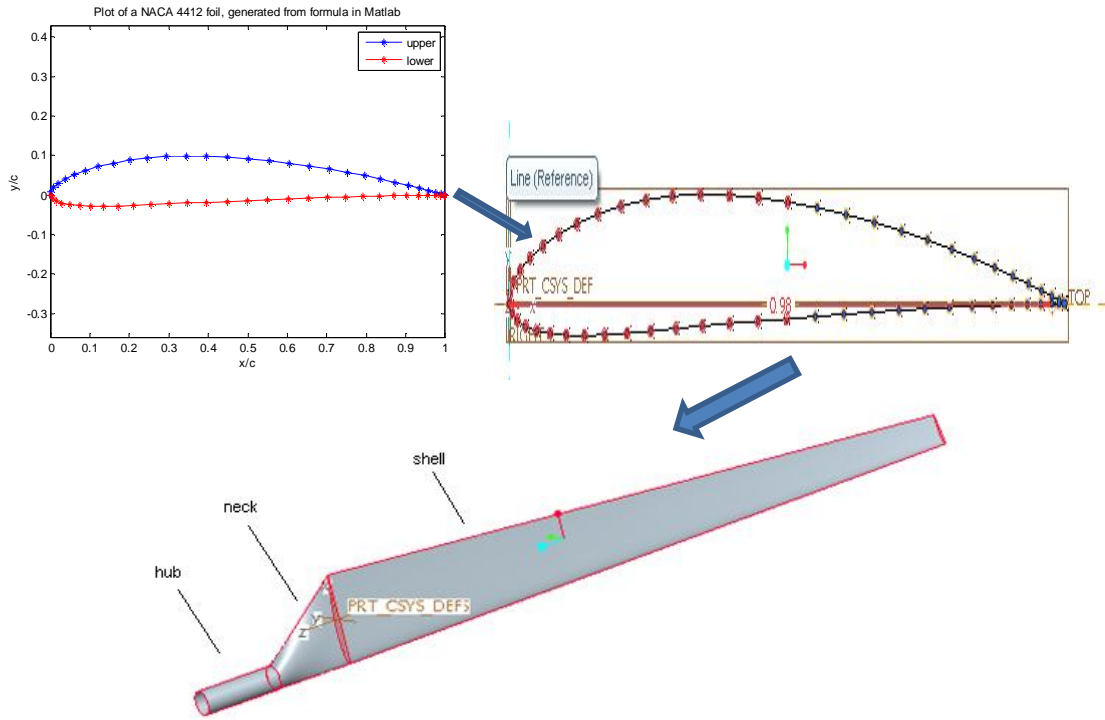 Plot of a NACA 4412 foil, generated from formula in Matlab
upper
lower
0.4
0.3
0.2
0.1
0
-0.1
-0.2
-0.3
y/c
0 0.1 0.2 0.3 0.4 0.5 0.6 0.7 0.8 0.9 1
x/c
Line (Reference)
Y
PRT_CSYS_DEF
X
0.98
TOP
shell
neck
hub
PRT_CSYS_DEFS
Y
Z